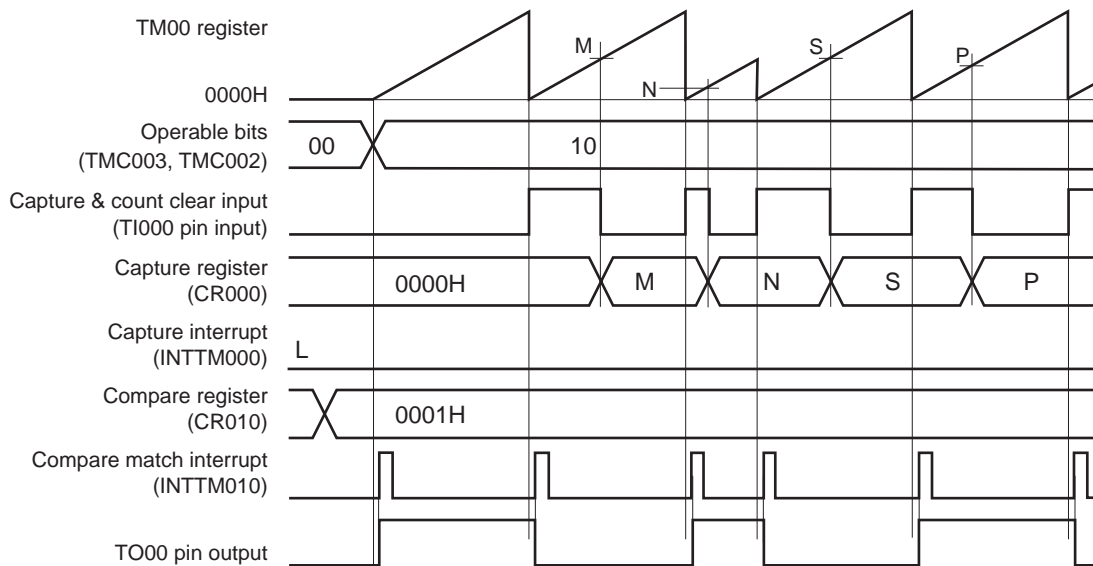 TM00 register
M
S
P
N
0000H
Operable bits
(TMC003, TMC002)
00
10
Capture & count clear input
(TI000 pin input)
Capture register
(CR000)
0000H
M
N
S
P
Capture interrupt
(INTTM000)
L
Compare register
(CR010)
0001H
Compare match interrupt
(INTTM010)
TO00 pin output